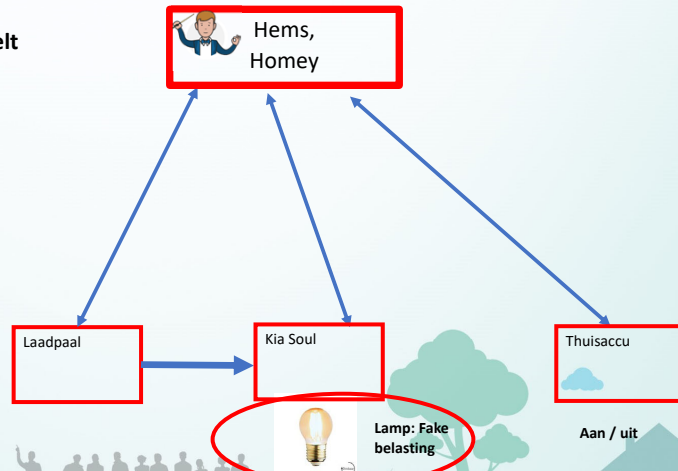 elt
Hems,
Homey
Laadpaal
Kia Soul
Thuisaccu
Lamp: Fake
belasting
Aan / uit